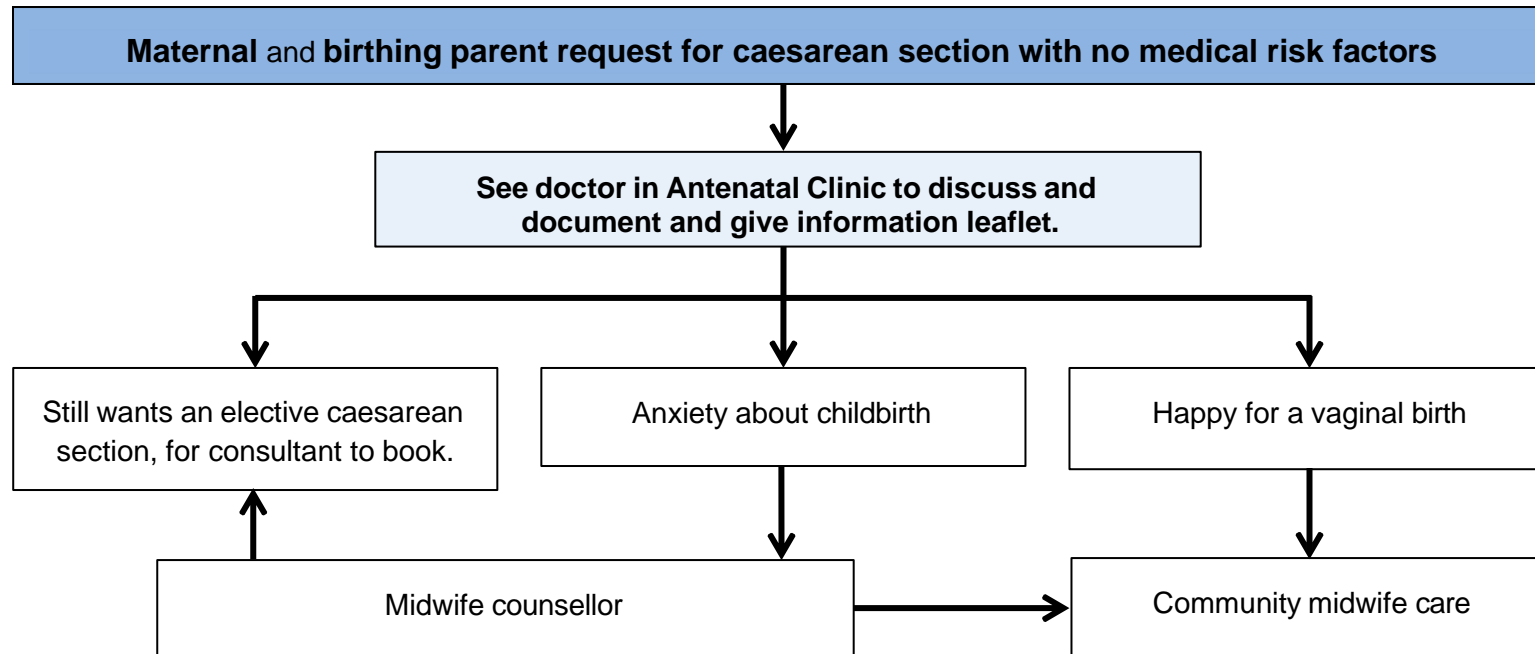 Maternal and birthing parent request for caesarean section with no medical risk factors
See doctor in Antenatal Clinic to discuss and
document and give information leaflet.
Still wants an elective caesarean
section, for consultant to book.
Anxiety about childbirth
Happy for a vaginal birth
Midwife counsellor
Community midwife care